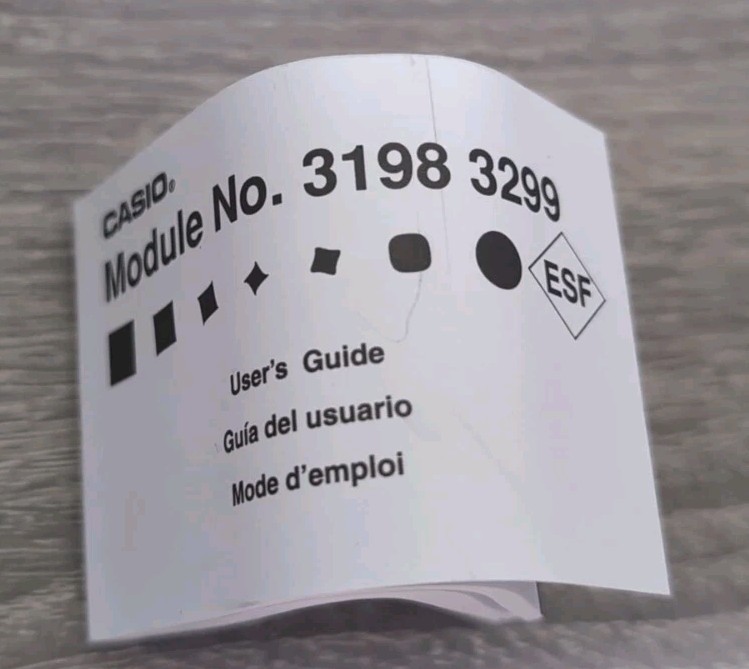 CASIO®
Module No. 3198 3299
ESF
User's Guide
Guía del usuario
Mode d'emploi